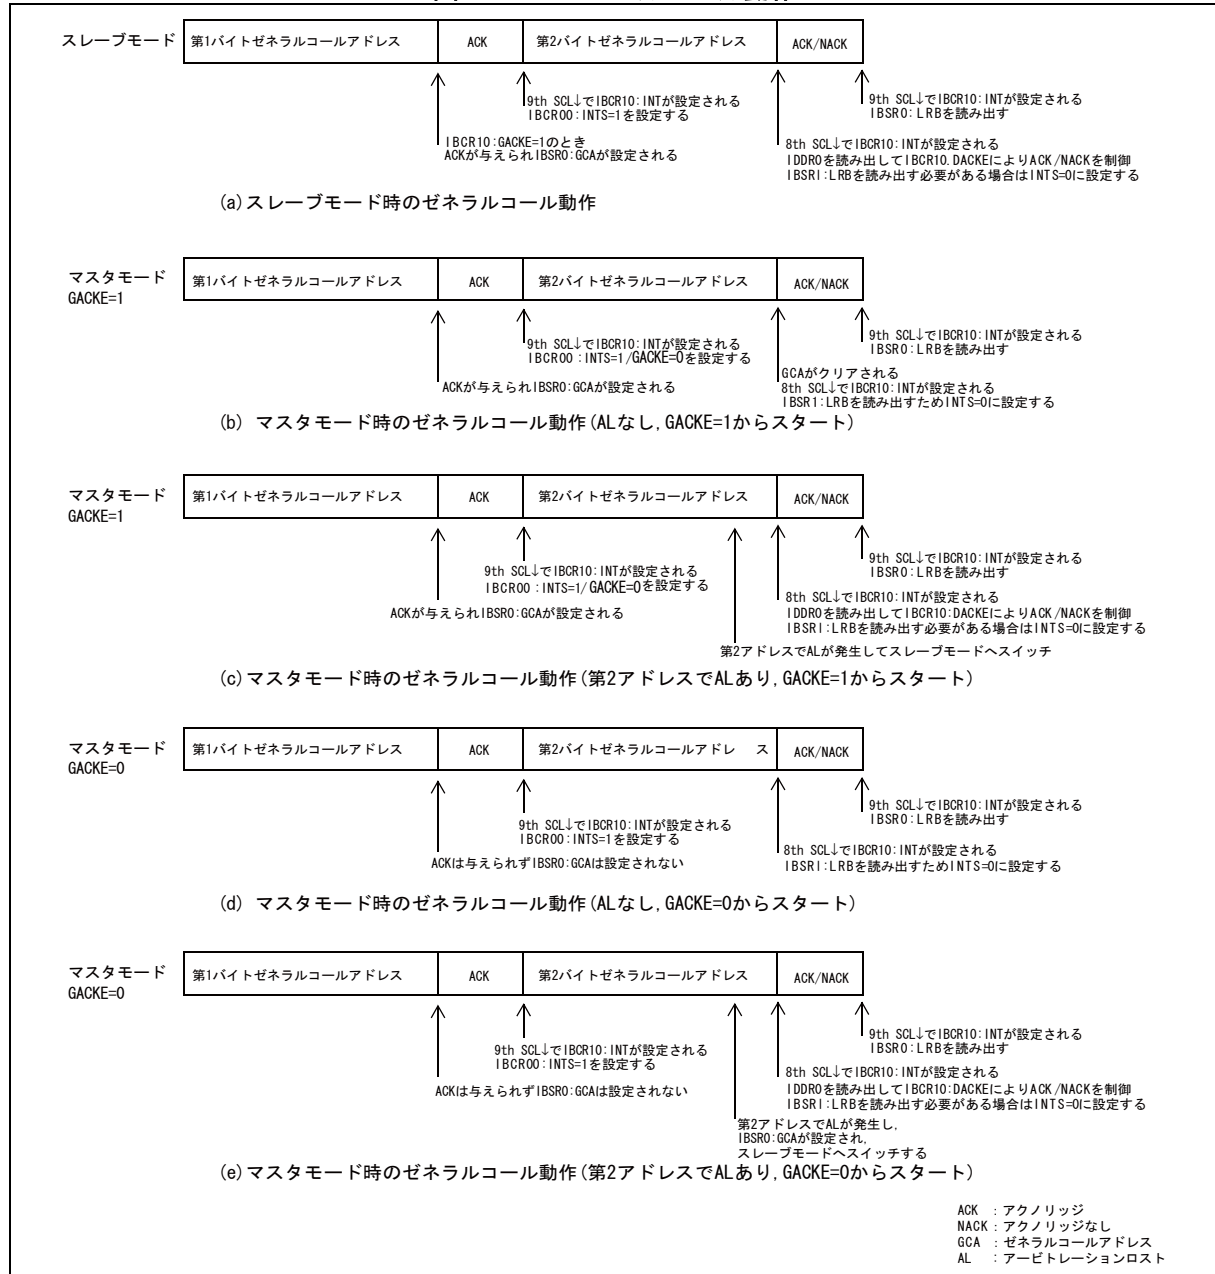 スレーブモード
第1バイトゼネラルコールアドレス
ACK
第2バイトゼネラルコールアドレス
ACK/NACK
9th SCL↓でIBCR10:INTが設定される
IBCR00:INTS=1を設定する
9th SCL↓でIBCR10:INTが設定される
IBSR0:LRBを読み出す
IBCR10:GACKE=1のとき
ACKが与えられIBSR0:GCAが設定される
8th SCL↓でIBCR10:INTが設定される
IDDR0を読み出してIBCR10.DACKEによりACK/NACKを制御
IBSR1:LRBを読み出す必要がある場合はINTS=0に設定する
(a)スレーブモード時のゼネラルコール動作
マスタモード
GACKE=1
第1バイトゼネラルコールアドレス
ACK
第2バイトゼネラルコールアドレス
ACK/NACK
9th SCL↓でIBCR10:INTが設定される
IBCR00:INTS=1/GACKE=0を設定する
9th SCL↓でIBCR10:INTが設定される
IBSR0:LRBを読み出す
ACKが与えられIBSR0:GCAが設定される
GCAがクリアされる
8th SCL↓でIBCR10:INTが設定される
IBSR1:LRBを読み出すためINTS=0に設定する
(b) マスタモード時のゼネラルコール動作(ALなし,GACKE=1からスタート)
マスタモード
GACKE=1
第1バイトゼネラルコールアドレス
ACK
第2バイトゼネラルコールアドレス
ACK/NACK
9th SCL↓でIBCR10:INTが設定される
IBCR00:INTS=1/GACKE=0を設定する
9th SCL↓でIBCR10:INTが設定される
IBSR0:LRBを読み出す
ACKが与えられIBSR0:GCAが設定される
8th SCL↓でIBCR10:INTが設定される
IDDR0を読み出してIBCR10:DACKEによりACK/NACKを制御
IBSR1:LRBを読み出す必要がある場合はINTS=0に設定する
第2アドレスでALが発生してスレーブモードへスイッチ
(c)マスタモード時のゼネラルコール動作(第2アドレスでALあり,GACKE=1からスタート)
マスタモード
GACKE=0
第1バイトゼネラルコールアドレス
ACK
第2バイトゼネラルコールアドレ ス
ACK/NACK
9th SCL↓でIBCR10:INTが設定される
IBCR00:INTS=1を設定する
9th SCL↓でIBCR10:INTが設定される
IBSR0:LRBを読み出す
ACKは与えられずIBSR0:GCAは設定されない
8th SCL↓でIBCR10:INTが設定される
IBSR1:LRBを読み出すためINTS=0に設定する
(d) マスタモード時のゼネラルコール動作(ALなし,GACKE=0からスタート)
マスタモード
GACKE=0
第1バイトゼネラルコールアドレス
ACK
第2バイトゼネラルコールアドレス
ACK/NACK
9th SCL↓でIBCR10:INTが設定される
IBCR00:INTS=1を設定する
9th SCL↓でIBCR10:INTが設定される
IBSR0:LRBを読み出す
ACKは与えられずIBSR0:GCAは設定されない
8th SCL↓でIBCR10:INTが設定される
IDDR0を読み出してIBCR10:DACKEによりACK/NACKを制御
IBSR1:LRBを読み出す必要がある場合はINTS=0に設定する
第2アドレスでALが発生し,
IBSR0:GCAが設定され,
スレーブモードへスイッチする
(e)マスタモード時のゼネラルコール動作(第2アドレスでALあり,GACKE=0からスタート)
ACK :アクノリッジ
NACK:アクノリッジなし
GCA :ゼネラルコールアドレス
AL :アービトレーションロスト